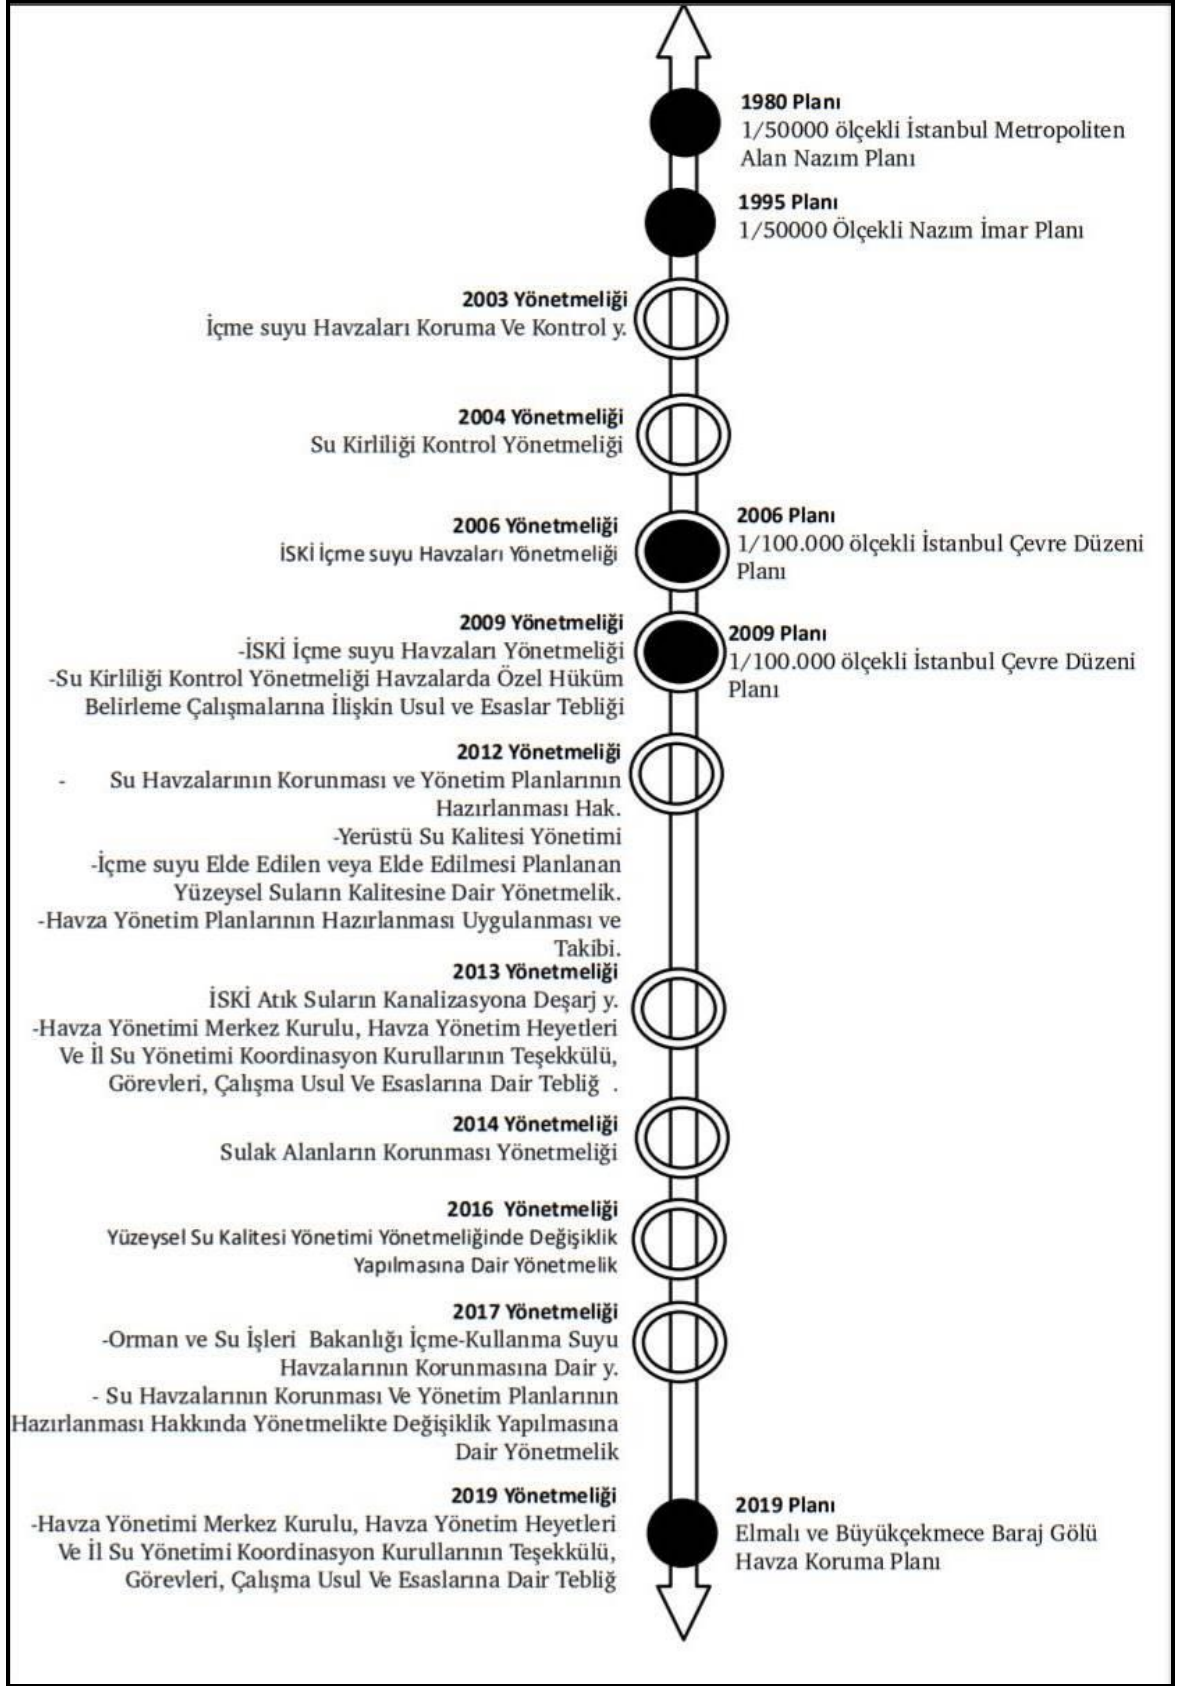 1980 Planı
1/50000 ölçekli İstanbul Metropoliten
Alan Nazım Planı
1995 Planı
1/50000 Ölçekli Nazım İmar Planı
2003 Yönetmeliği
İçme suyu Havzaları Koruma Ve Kontrol y.
2004 Yönetmeliği
Su Kirliliği Kontrol Yönetmeliği
2006 Yönetmeliği
İSKİ İçme suyu Havzaları Yönetmeliği
2006 Planı
1/100.000 ölçekli İstanbul Çevre Düzeni
Planı
2009 Yönetmeliği
-İSKİ İçme suyu Havzaları Yönetmeliği
-Su Kirliliği Kontrol Yönetmeliği Havzalarda Özel Hüküm
Belirleme Çalışmalarına İlişkin Usul ve Esaslar Tebliği
2009 Planı
1/100.000 ölçekli İstanbul Çevre Düzeni
Planı
2012 Yönetmeliği
- Su Havzalarının Korunması ve Yönetim Planlarının
Hazırlanması Hak.
-Yerüstü Su Kalitesi Yönetimi
-İçme suyu Elde Edilen veya Elde Edilmesi Planlanan
Yüzeysel Suların Kalitesine Dair Yönetmelik.
-Havza Yönetim Planlarının Hazırlanması Uygulanması ve
Takibi.
2013 Yönetmeliği
İSKİ Atık Suların Kanalizasyona Deşarj y.
-Havza Yönetimi Merkez Kurulu, Havza Yönetim Heyetleri
Ve İl Su Yönetimi Koordinasyon Kurullarının Teşekkülü,
Görevleri, Çalışma Usul Ve Esaslarına Dair Tebliğ .
2014 Yönetmeliği
Sulak Alanların Korunması Yönetmeliği
2016 Yönetmeliği
Yüzeysel Su Kalitesi Yönetimi Yönetmeliğinde Değişiklik
Yapılmasına Dair Yönetmelik
2017 Yönetmeliği
-Orman ve Su İşleri Bakanlığı İçme-Kullanma Suyu
Havzalarının Korunmasına Dair y.
- Su Havzalarının Korunması Ve Yönetim Planlarının
Hazırlanması Hakkında Yönetmelikte Değişiklik Yapılmasına
Dair Yönetmelik
2019 Yönetmeliği
-Havza Yönetimi Merkez Kurulu, Havza Yönetim Heyetleri
Ve İl Su Yönetimi Koordinasyon Kurullarının Teşekkülü,
Görevleri, Çalışma Usul Ve Esaslarına Dair Tebliğ
2019 Planı
Elmalı ve Büyükçekmece Baraj Gölü
Havza Koruma Planı